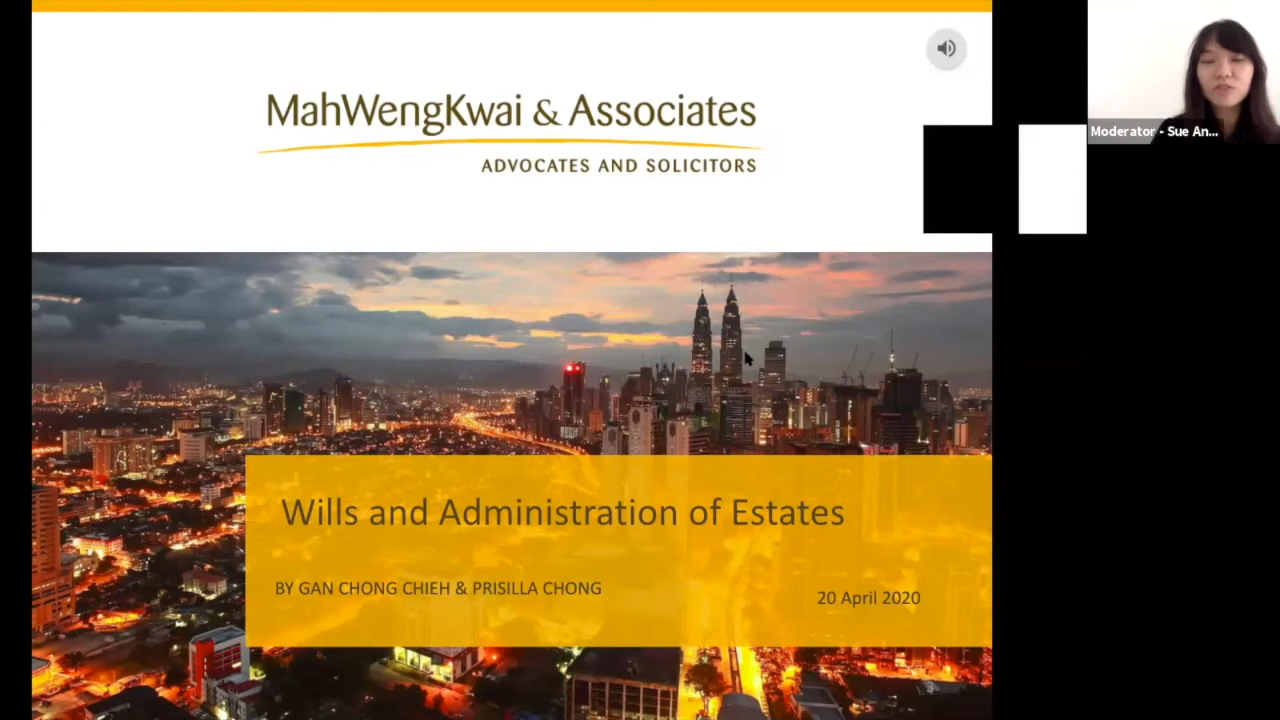 MahWengKwai & Associates
ADVOCATES AND SOLICITORS
Moderator - Sue An...
Wills and Administration of Estates
BY GAN CHONG CHIEH & PRISILLA CHONG
20 April 2020